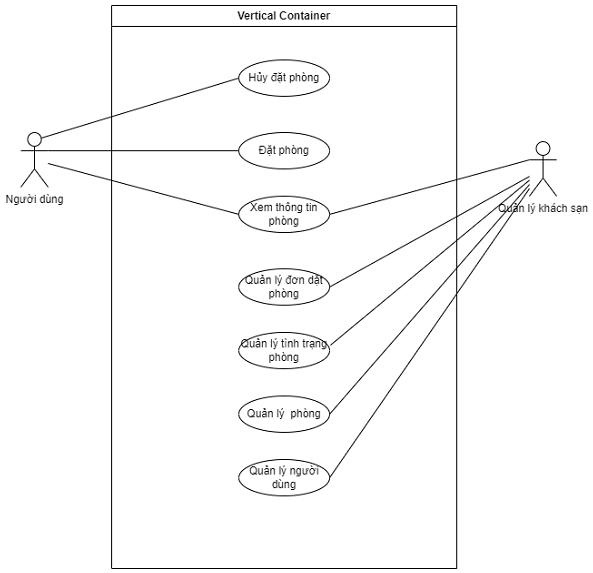 Vertical Container
Hủy đặt phòng
Đặt phòng
Người dùng
Xem thông tin
phòng
Quản lý khách sạn
Quản lý đơn đặt
phòng
Quản lý tình trạng
phòng
Quản lý  phòng
Quản lý người
dùng